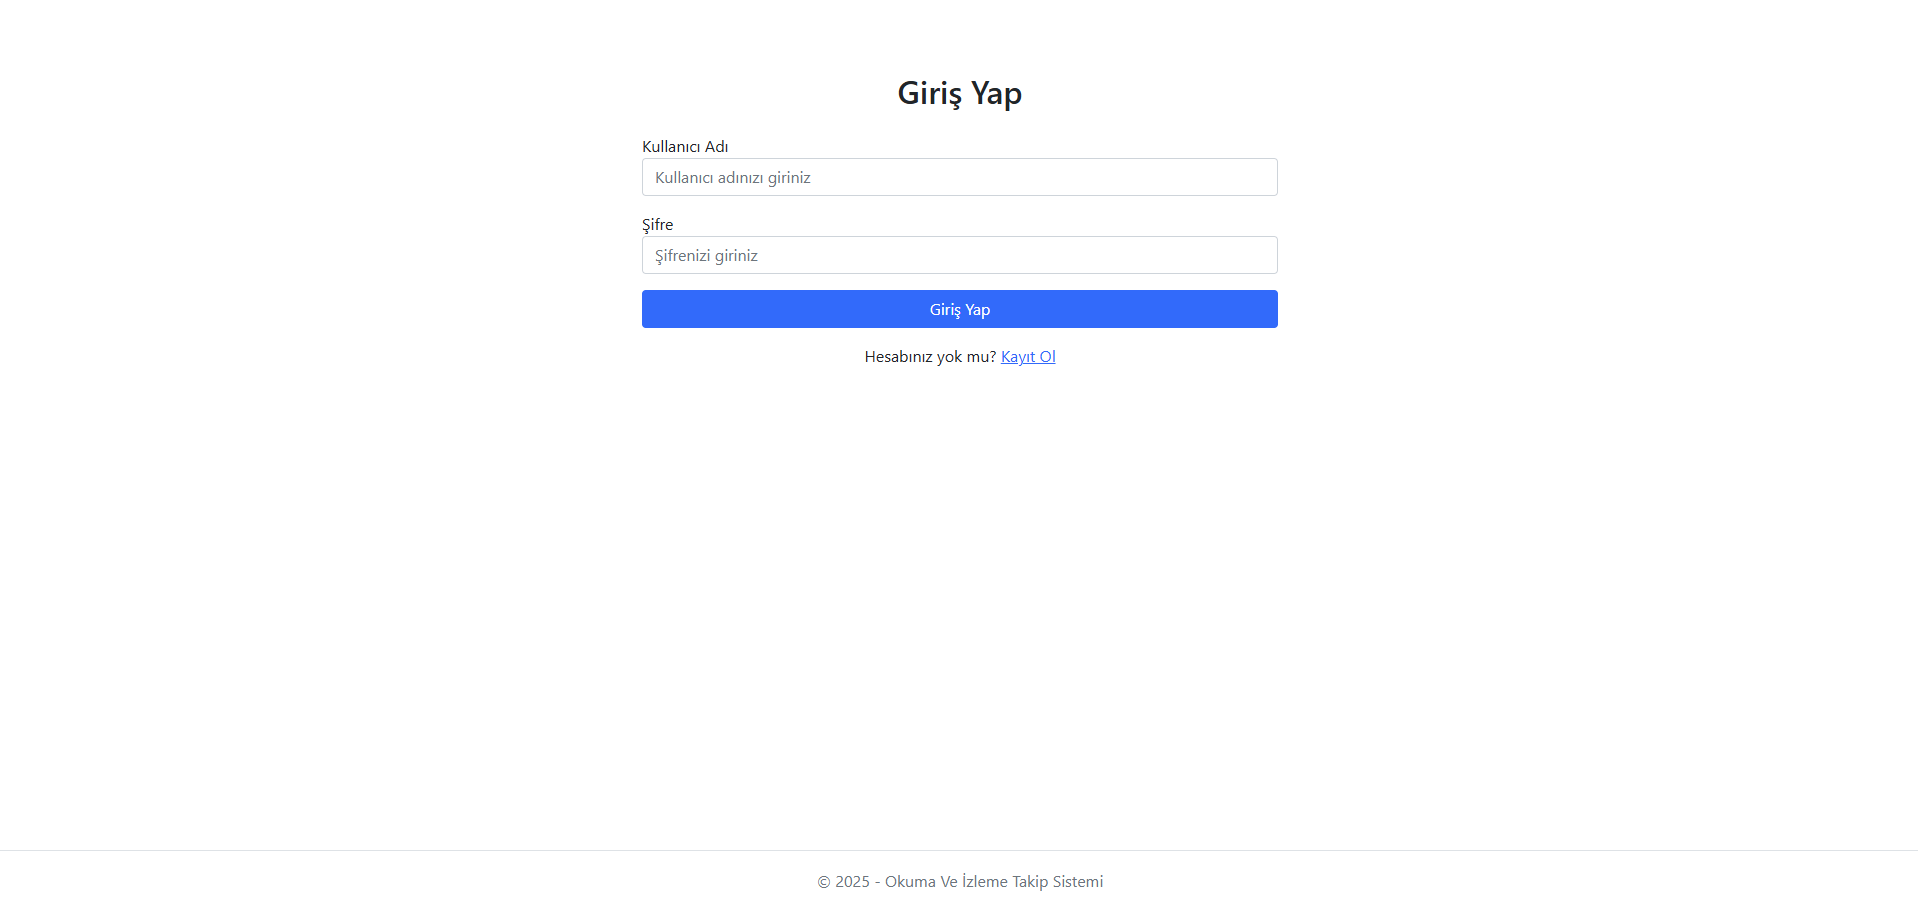 Giriş Yap
Kullanıcı Adı
Kullanıcı adınızı giriniz
Şifre
Şifrenizi giriniz
Giriş Yap
Hesabınız yok mu? Kayıt Ol
© 2025 - Okuma Ve İzleme Takip Sistemi